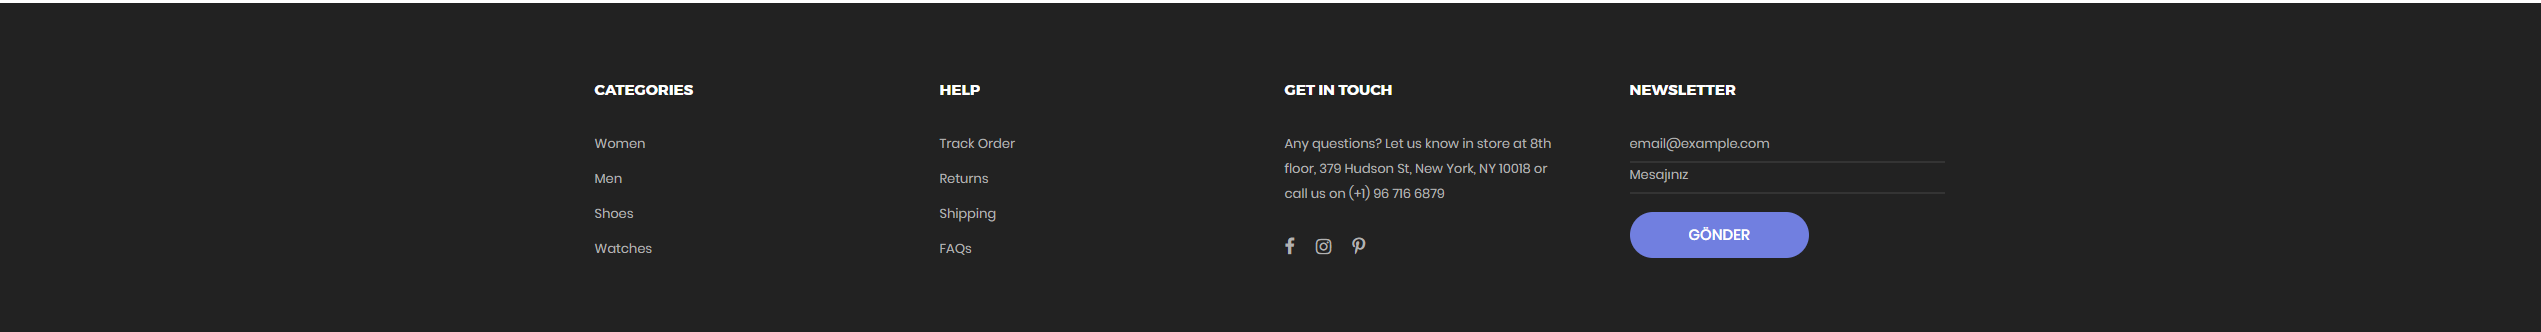 CATEGORIES
Women
Men
Shoes
Watches
HELP
Track Order
Returns
Shipping
FAQs
GET IN TOUCH
Any questions? Let us know in store at 8th
floor, 379 Hudson St, New York, NY 10018 or
call us on (+1) 96 716 6879
NEWSLETTER
email@example.com
Mesajınız
GÖNDER